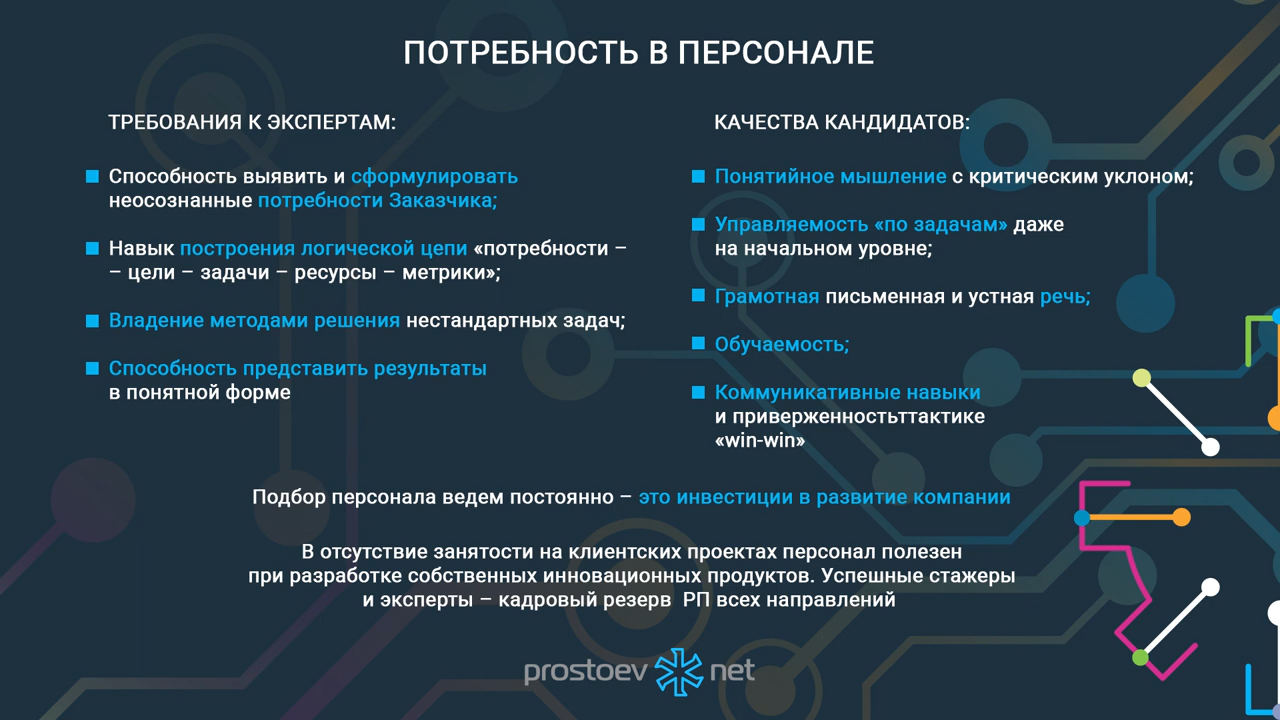 ПОТРЕБНОСТЬ В ПЕРСОНАЛЕ
ТРЕБОВАНИЯ К ЭКСПЕРТАМ:
Способность выявить и сформулировать
неосознанные потребности Заказчика;
Навык построения логической цепи «потребности –
– цели – задачи – ресурсы – метрики»;
Владение методами решения нестандартных задач;
Способность представить результаты
в понятной форме
КАЧЕСТВА КАНДИДАТОВ:
Понятийное мышление с критическим уклоном;
Управляемость «по задачам» даже
на начальном уровне;
Грамотная письменная и устная речь;
Обучаемость;
Коммуникативные навыки
и приверженностьттактике
«win-win»
Подбор персонала ведем постоянно – это инвестиции в развитие компании
В отсутствие занятости на клиентских проектах персонал полезен
при разработке собственных инновационных продуктов. Успешные стажеры
и эксперты – кадровый резерв РП всех направлений
prostoev net